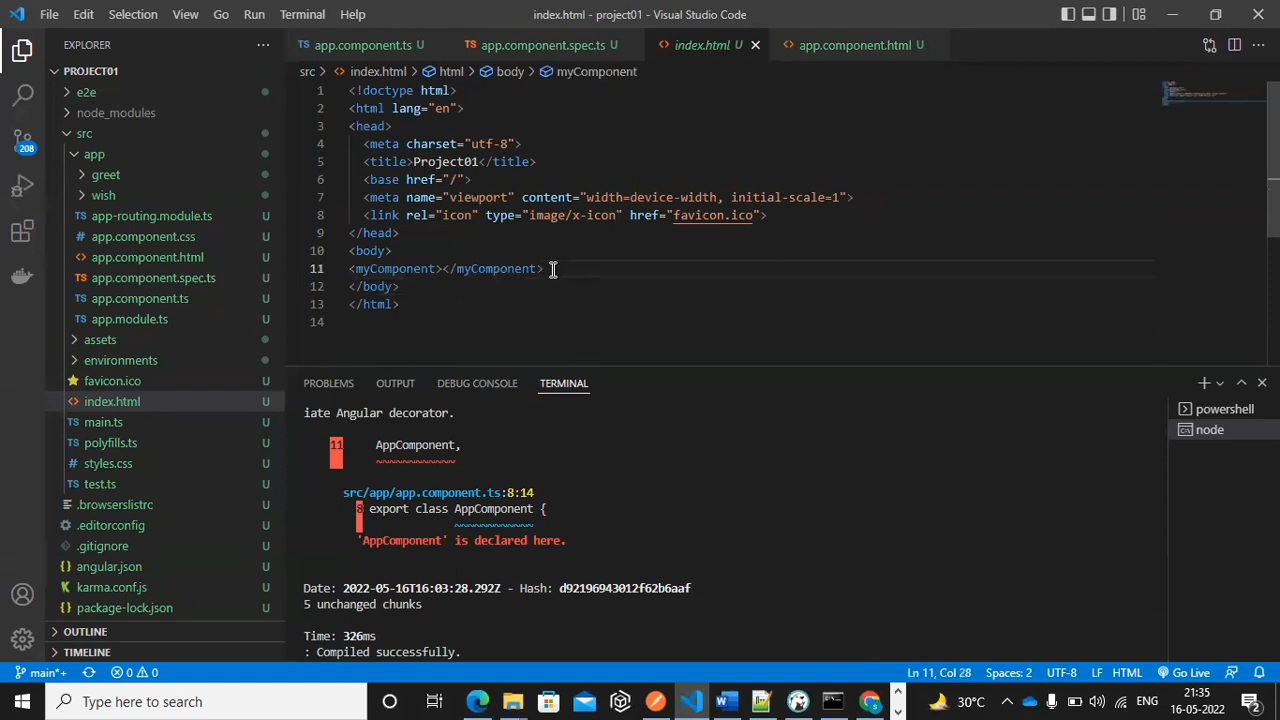 File Edit Selection View Go Run Terminal Help
index.html - project01 - Visual Studio Code
EXPLORER
PROJECT01
e2e
node_modules
src
app
greet U
wish U
app-routing.module.ts U
app.component.css U
app.component.html U
app.component.spec.ts U
app.component.ts U
app.module.ts U
assets
environments
favicon.ico U
index.html U
main.ts U
polyfills.ts U
styles.css U
test.ts U
.browserslistrc U
.editorconfig U
.gitignore U
angular.json U
karma.conf.js U
package-lock.json U
OUTLINE
TIMELINE
208
app.component.ts U
app.component.spec.ts U
index.html U
app.component.html U
src > index.html > html > body > myComponent
1 <!doctype html>
2 <html lang="en">
3 <head>
4 <meta charset="utf-8">
5 <title>Project01</title>
6 <base href="/">
7 <meta name="viewport" content="width=device-width, initial-scale=1">
8 <link rel="icon" type="image/x-icon" href="favicon.ico">
9 </head>
10 <body>
11 <myComponent></myComponent>
12 </body>
13 </html>
14
PROBLEMS OUTPUT DEBUG CONSOLE TERMINAL
iate Angular decorator.
11 AppComponent,
~~~~~~~~~~~~
src/app/app.component.ts:8:14
8 export class AppComponent {
~~~~~~~~~~~~
'AppComponent' is declared here.
Date: 2022-05-16T16:03:28.292Z - Hash: d92196943012f62b6aaf
5 unchanged chunks
Time: 326ms
: Compiled successfully.
powershell
node
main*+ 0 0 Ln 11, Col 28 Spaces: 2 UTF-8 LF HTML Go Live
Type here to search
30°C ENG 21:35
16-05-2022
2